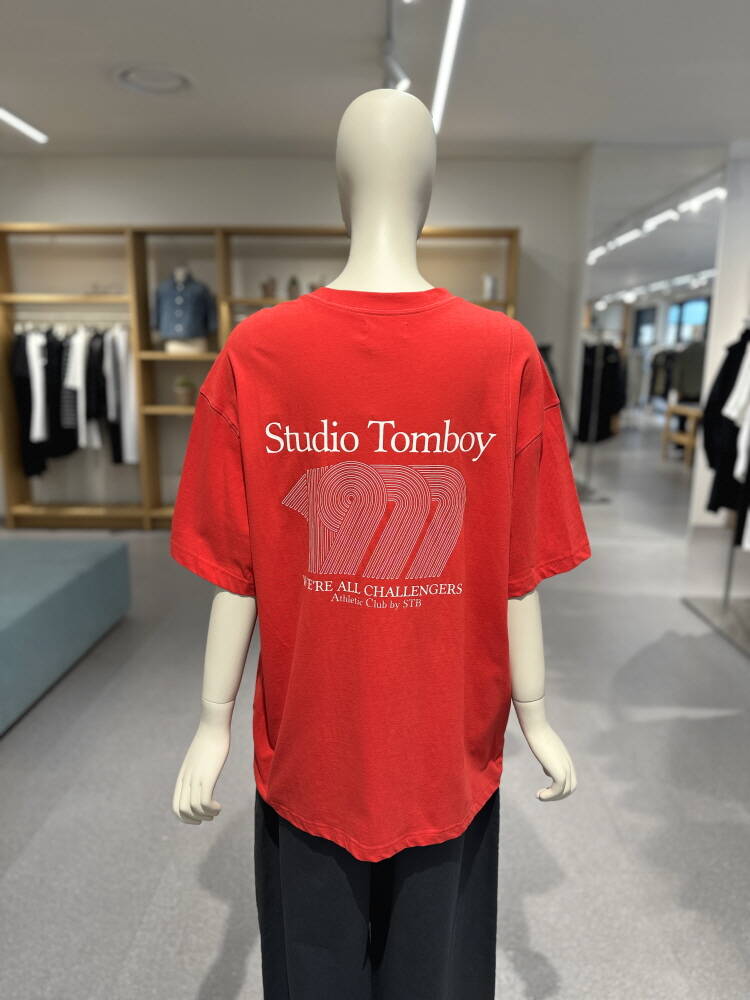 Studio Tomboy
1977
WE'RE ALL CHALLENGERS
Athletic Club by STB